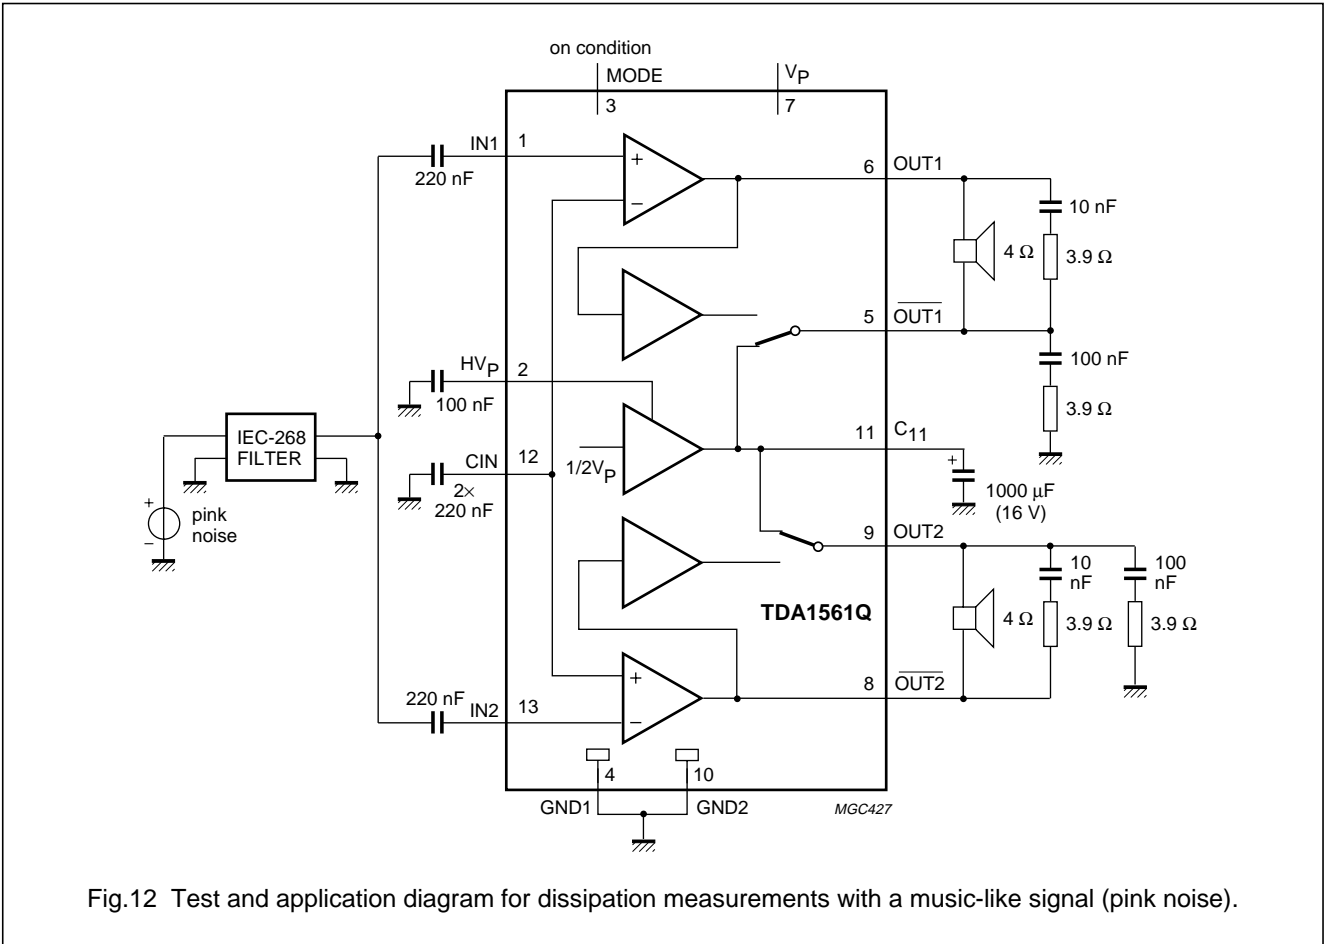 on condition
MODE
3
VP
7
IN1
1
220 nF
6
OUT1
10 nF
4 Ω
3.9 Ω
5
OUT1
100 nF
3.9 Ω
HVP
2
100 nF
IEC-268
FILTER
CIN
12
2×
220 nF
1/2VP
11
C11
+
1000 μF
(16 V)
+
pink
noise
−
9
OUT2
10
nF
100
nF
TDA1561Q
4 Ω
3.9 Ω
3.9 Ω
8
OUT2
220 nF
IN2
13
+
−
+
−
4
10
GND1
GND2
MGC427
Fig.12 Test and application diagram for dissipation measurements with a music-like signal (pink noise).